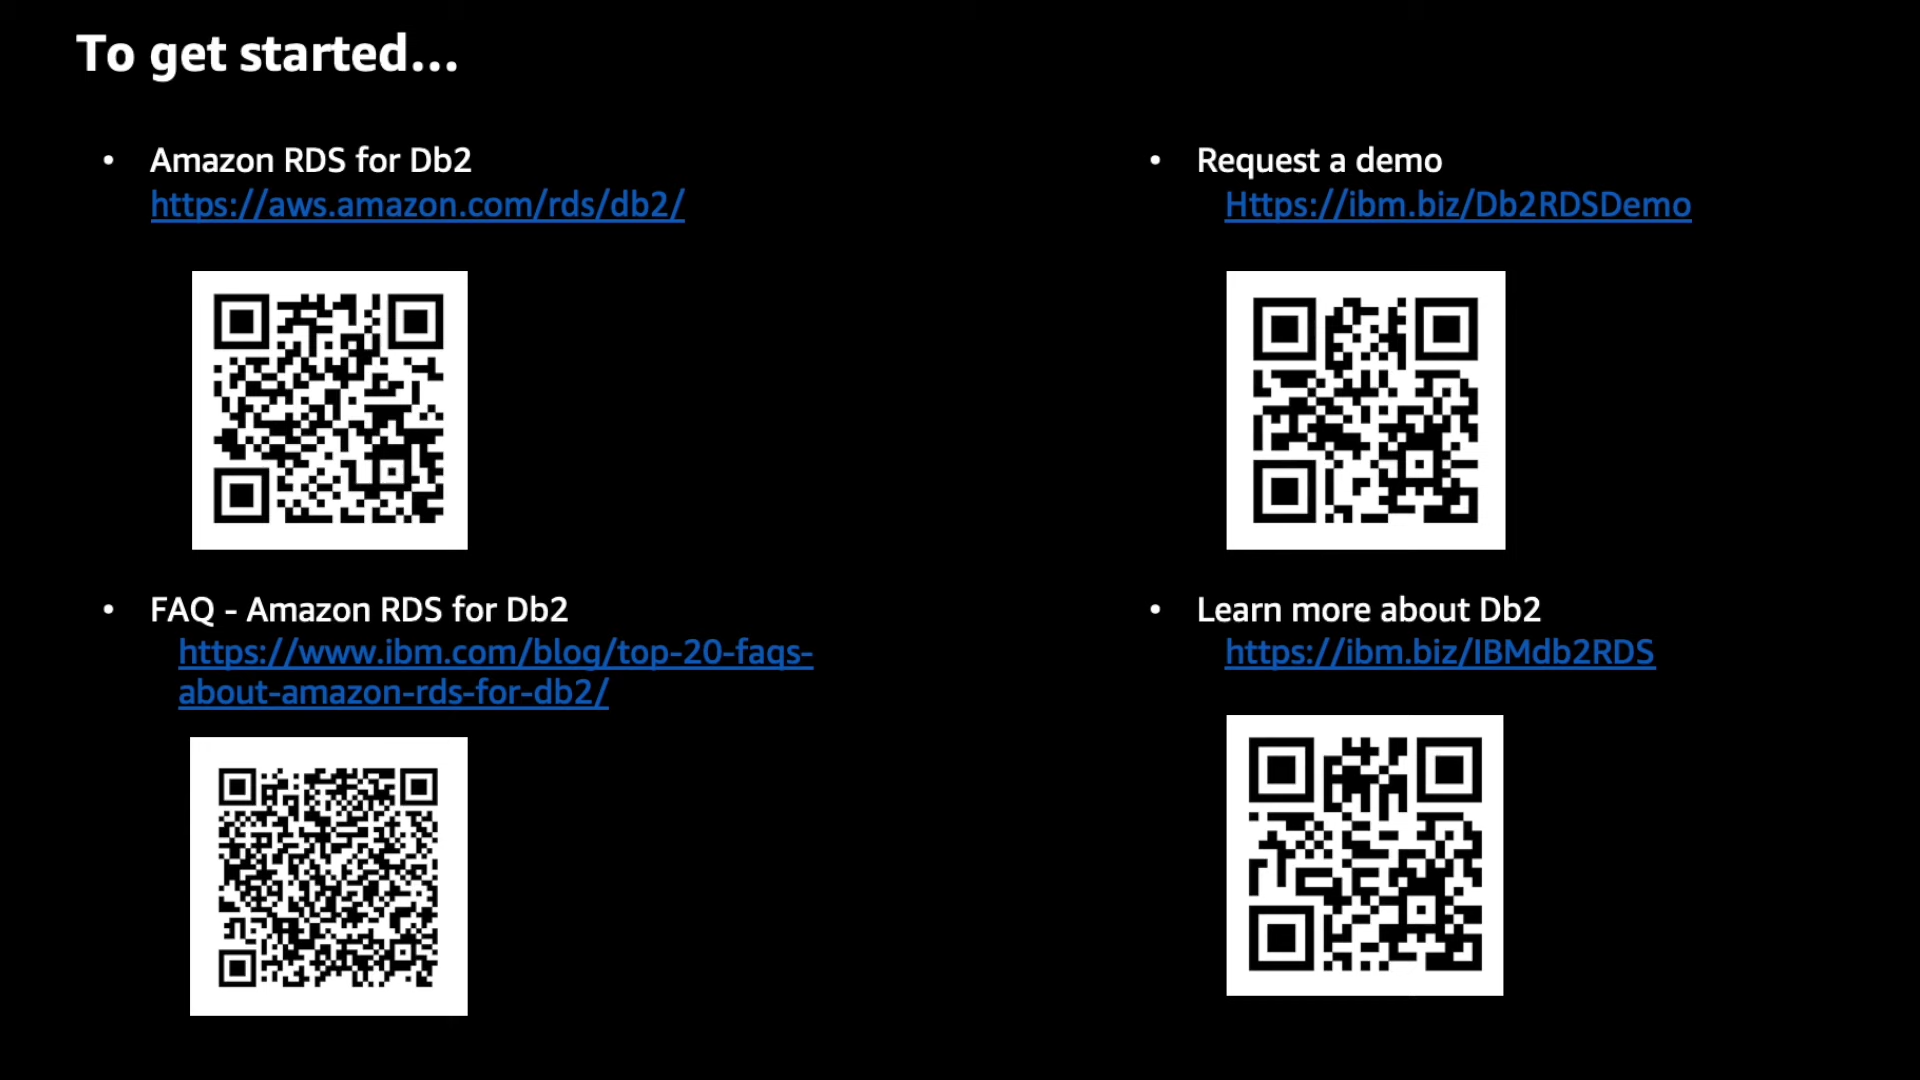 To get started...
• Amazon RDS for Db2
https://aws.amazon.com/rds/db2/
• FAQ - Amazon RDS for Db2
https://www.ibm.com/blog/top-20-faqs-
about-amazon-rds-for-db2/
• Request a demo
Https://ibm.biz/Db2RDSDemo
• Learn more about Db2
https://ibm.biz/IBMdb2RDS